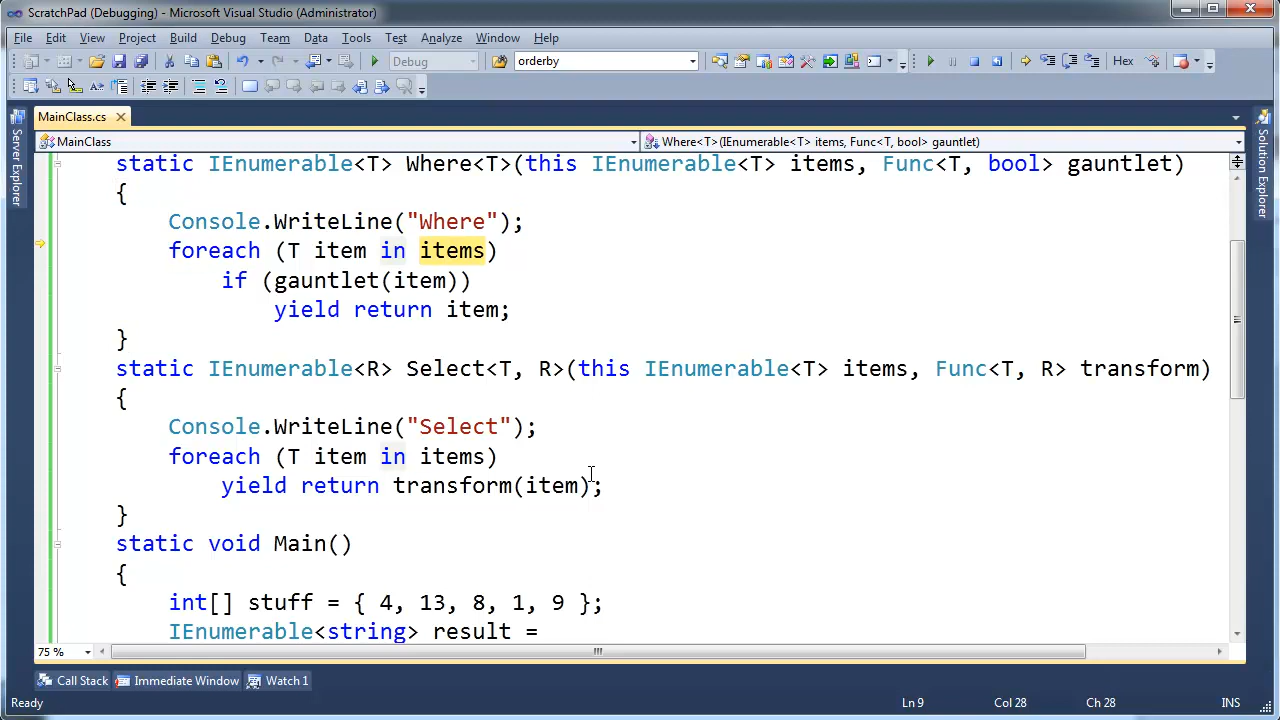 ScratchPad (Debugging) - Microsoft Visual Studio (Administrator)
File Edit View Project Build Debug Team Data Tools Test Analyze Window Help
Debug orderby Hex
MainClass.cs
MainClass Where<T>(IEnumerable<T> items, Func<T, bool> gauntlet)
Server Explorer
Solution Explorer
static IEnumerable<T> Where<T>(this IEnumerable<T> items, Func<T, bool> gauntlet)
{
Console.WriteLine("Where");
foreach (T item in items)
if (gauntlet(item))
yield return item;
}
static IEnumerable<R> Select<T, R>(this IEnumerable<T> items, Func<T, R> transform)
{
Console.WriteLine("Select");
foreach (T item in items)
yield return transform(item);
}
static void Main()
{
int[] stuff = { 4, 13, 8, 1, 9 };
IEnumerable<string> result =
75 %
Call Stack Immediate Window Watch 1
Ready Ln 9 Col 28 Ch 28 INS